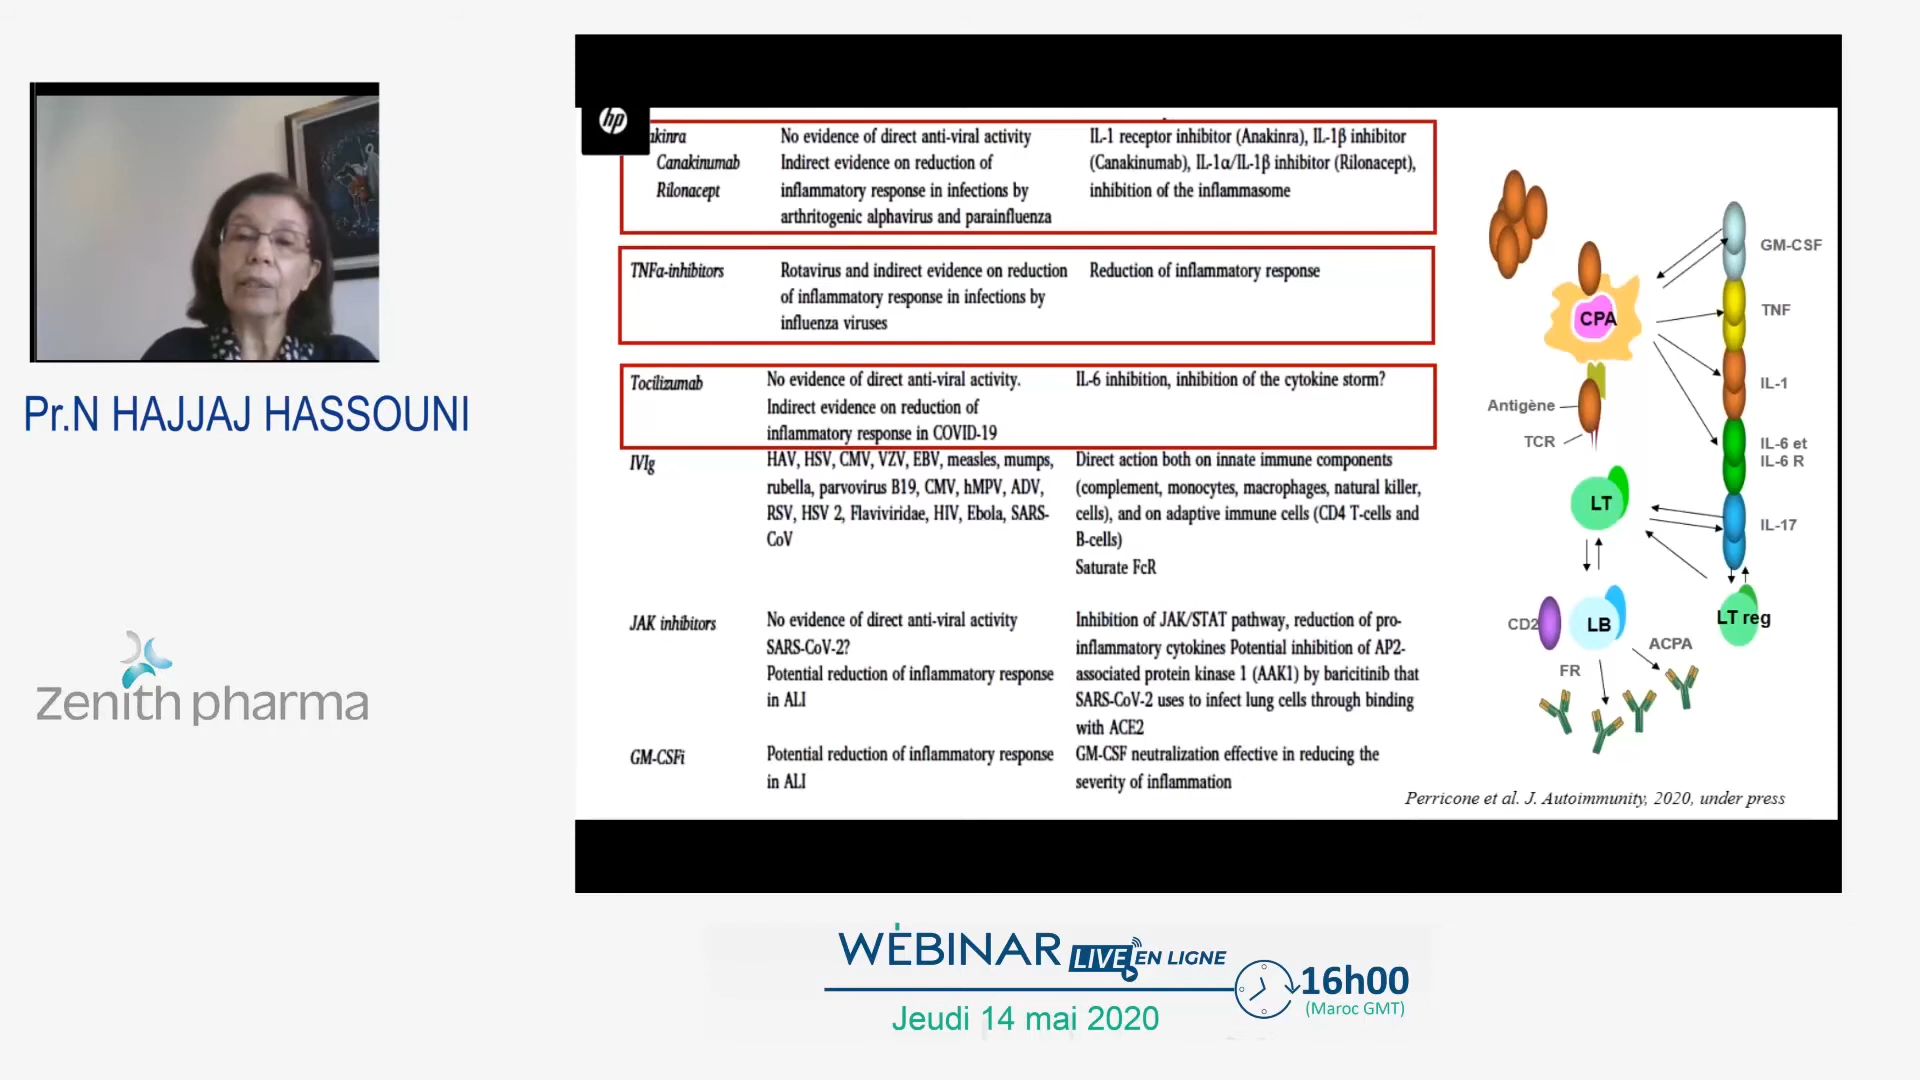 hp
akinra
No evidence of direct anti-viral activity
IL-1 receptor inhibitor (Anakinra), IL-1β inhibitor
Canakinumab
Indirect evidence on reduction of
(Canakinumab), IL-1α/IL-1β inhibitor (Rilonacept),
Rilonacept
inflammatory response in infections by
inhibition of the inflammasome
arthritogenic alphavirus and parainfluenza
TNFα-inhibitors
Rotavirus and indirect evidence on reduction
Reduction of inflammatory response
of inflammatory response in infections by
influenza viruses
Tocilizumab
No evidence of direct anti-viral activity.
IL-6 inhibition, inhibition of the cytokine storm?
Indirect evidence on reduction of
inflammatory response in COVID-19
IVIg
HAV, HSV, CMV, VZV, EBV, measles, mumps,
Direct action both on innate immune components
rubella, parvovirus B19, CMV, hMPV, ADV,
(complement, monocytes, macrophages, natural killer,
RSV, HSV 2, Flaviviridae, HIV, Ebola, SARS-
cells), and on adaptive immune cells (CD4 T-cells and
CoV
B-cells)
Saturate FcR
JAK inhibitors
No evidence of direct anti-viral activity
Inhibition of JAK/STAT pathway, reduction of pro-
SARS-CoV-2?
inflammatory cytokines Potential inhibition of AP2-
Potential reduction of inflammatory response
associated protein kinase 1 (AAK1) by baricitinib that
in ALI
SARS-CoV-2 uses to infect lung cells through binding
with ACE2
GM-CSFi
Potential reduction of inflammatory response
GM-CSF neutralization effective in reducing the
in ALI
severity of inflammation
GM-CSF
TNF
CPA
IL-1
Antigène
TCR
IL-6 et
IL-6 R
LT
IL-17
CD2
LB
LT reg
ACPA
FR
Perricone et al. J. Autoimmunity, 2020, under press
Pr.N HAJJAJ HASSOUNI
Zenith pharma
WEBINAR LIVE EN LIGNE
16h00
(Maroc GMT)
Jeudi 14 mai 2020